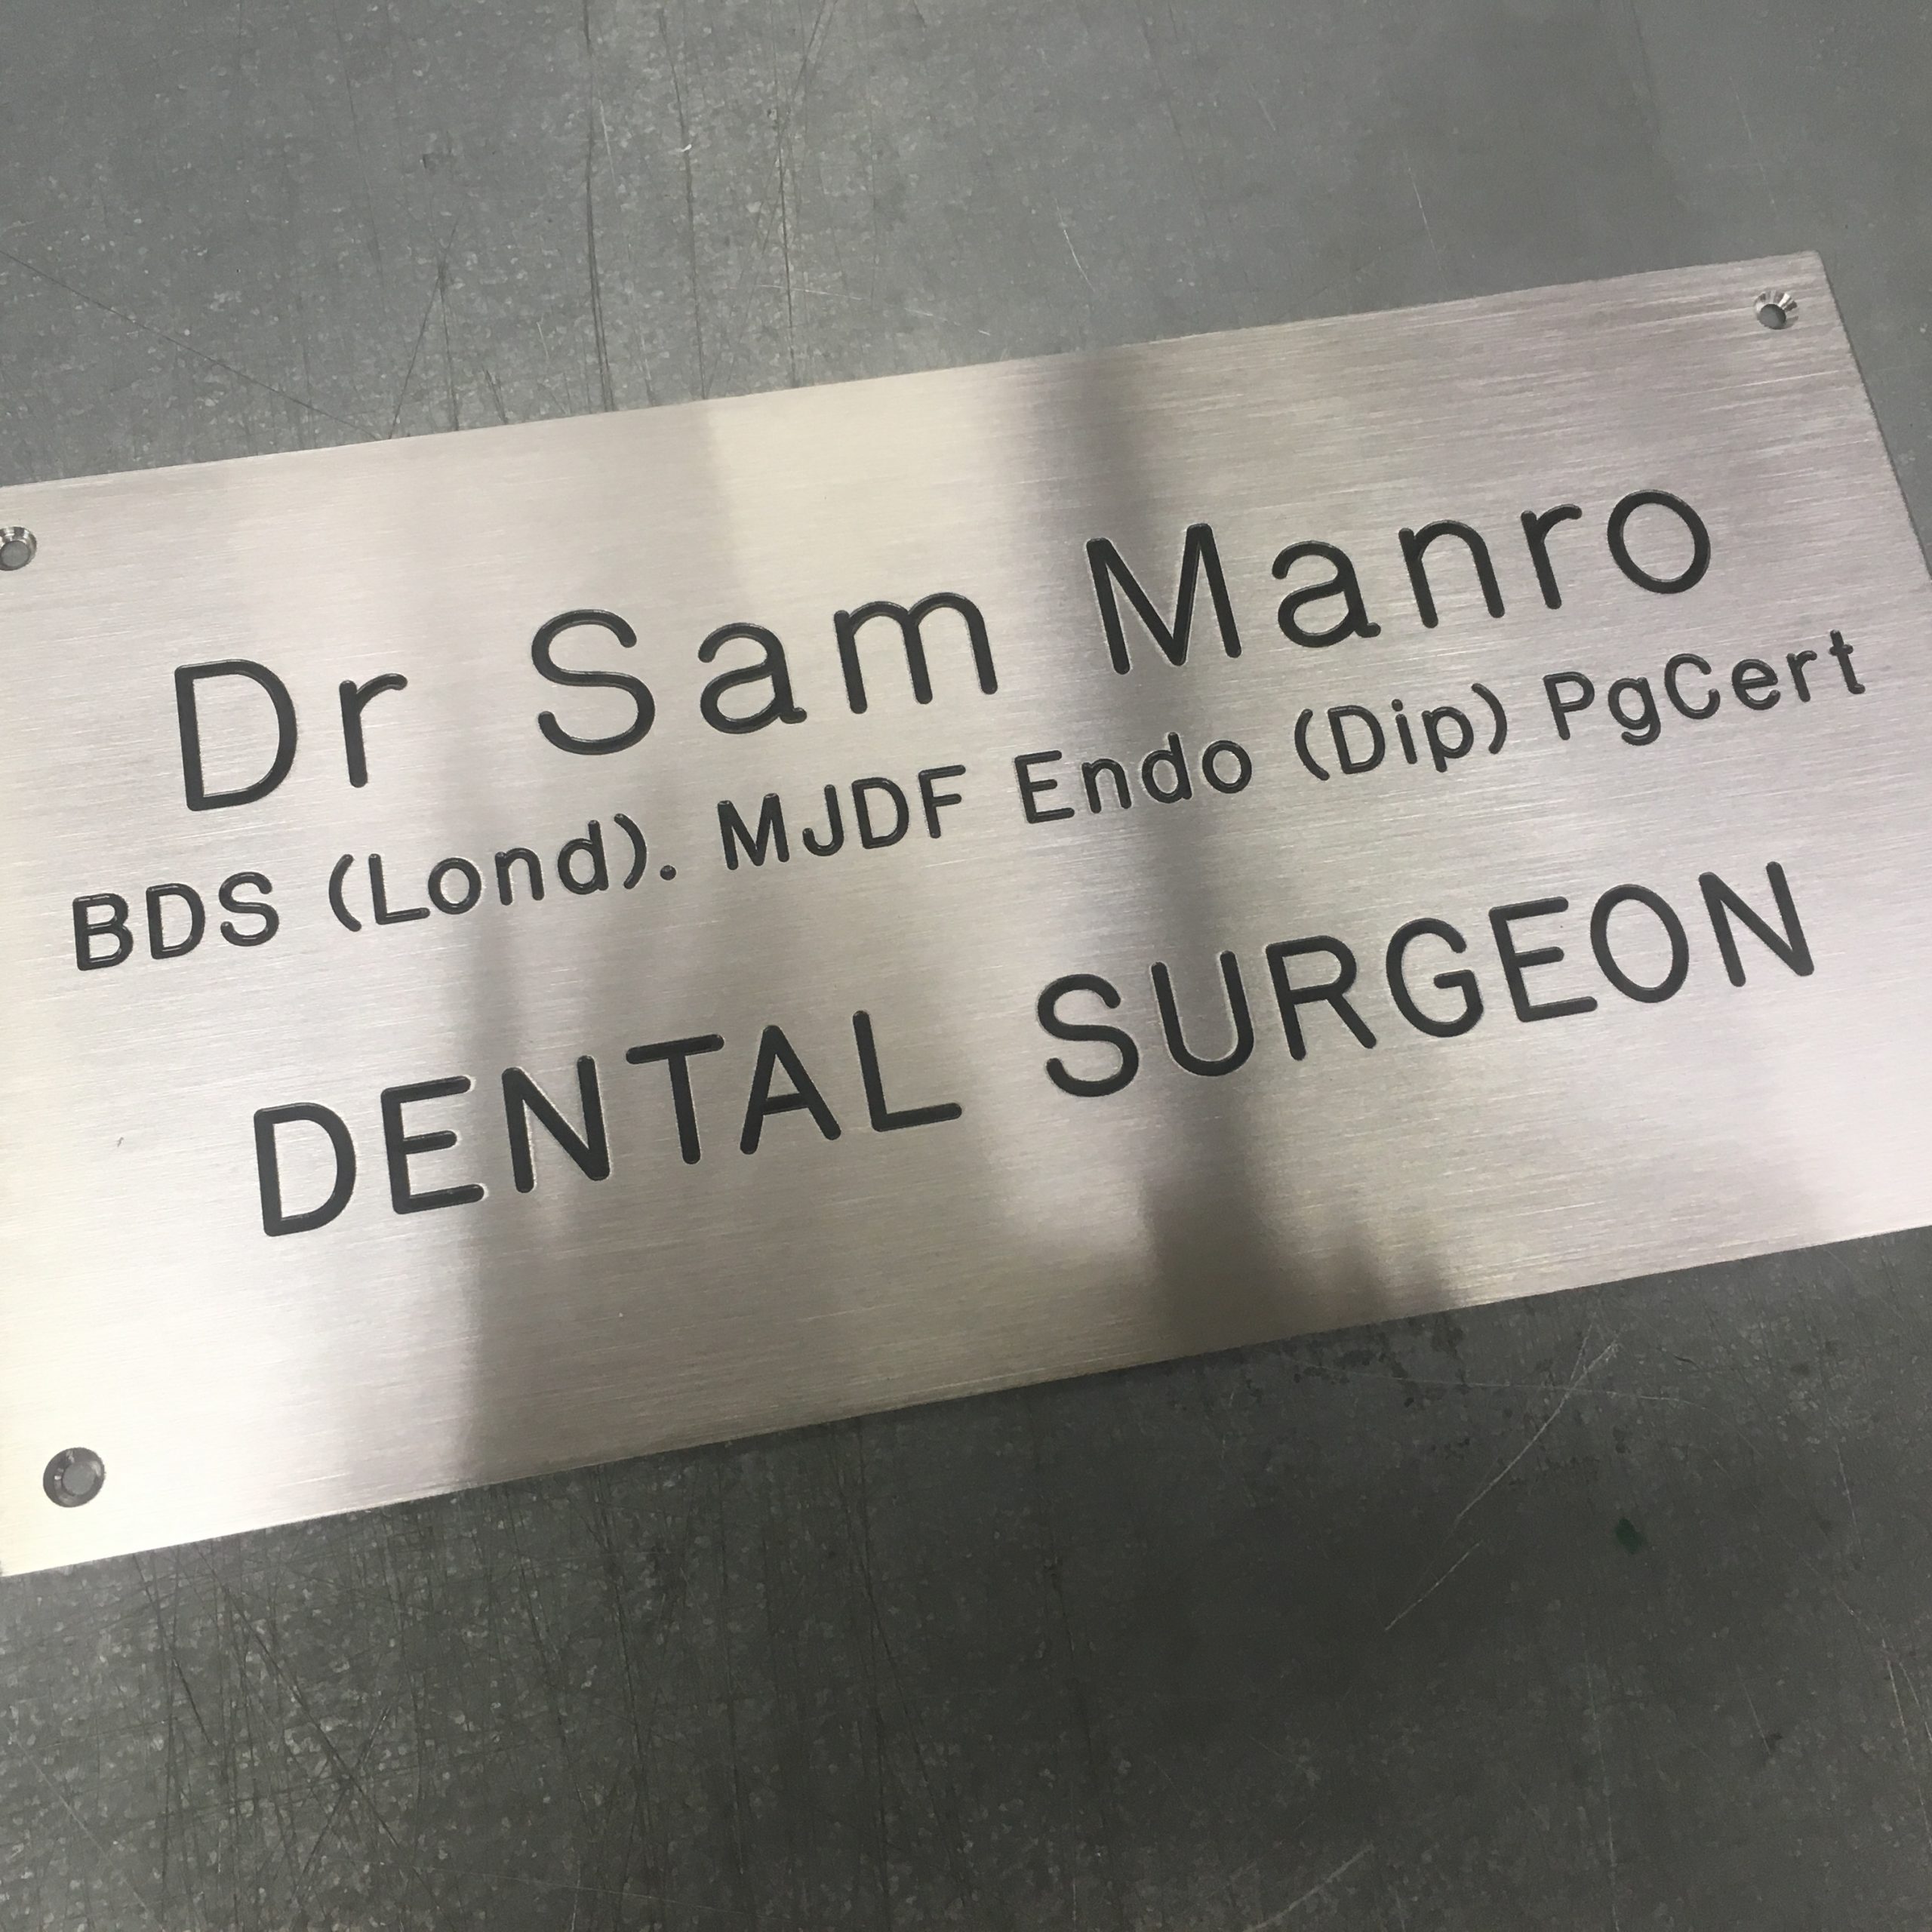 Dr Sam Manro
BDS (Lond). MJDF Endo (Dip) PgCert
DENTAL SURGEON